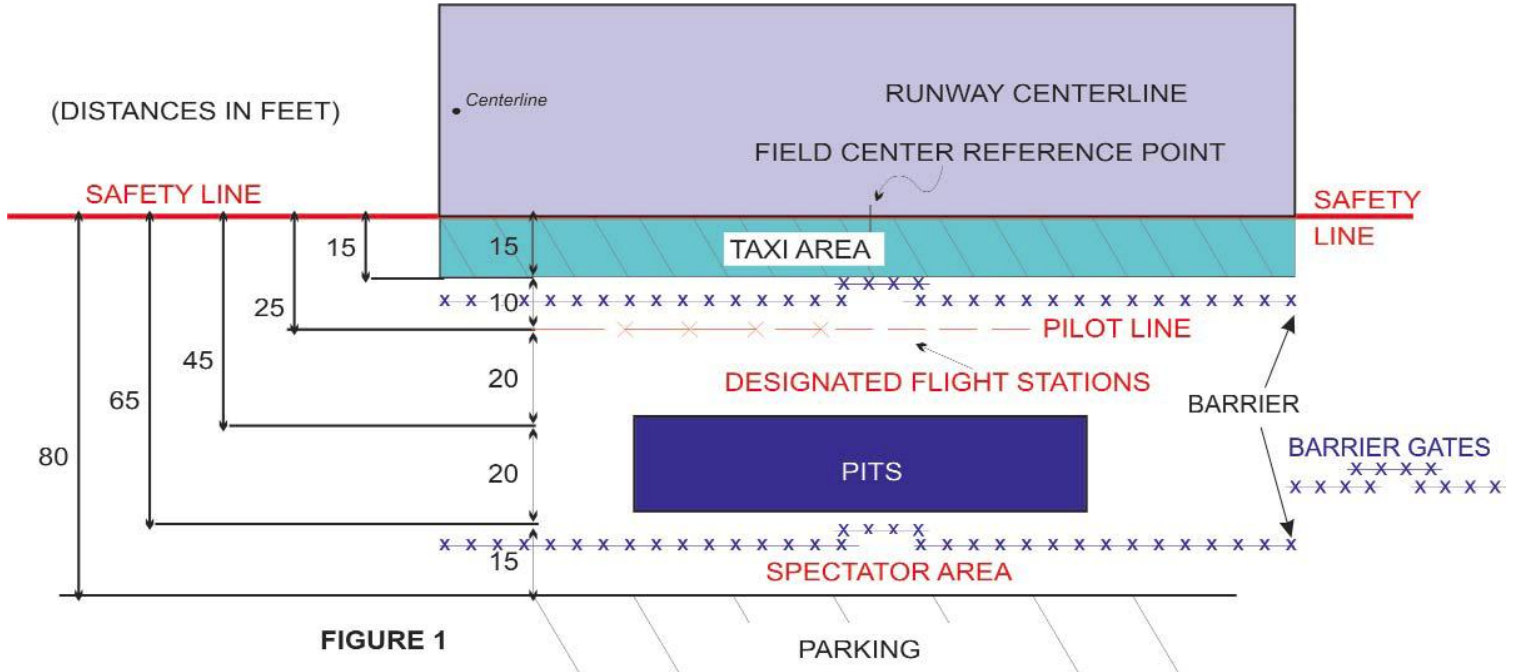 RUNWAY CENTERLINE
(DISTANCES IN FEET)
Centerline
FIELD CENTER REFERENCE POINT
SAFETY LINE
SAFETY
LINE
15
15
TAXI AREA
10
25
PILOT LINE
45
20
DESIGNATED FLIGHT STATIONS
65
BARRIER
80
20
PITS
BARRIER GATES
15
SPECTATOR AREA
FIGURE 1
PARKING